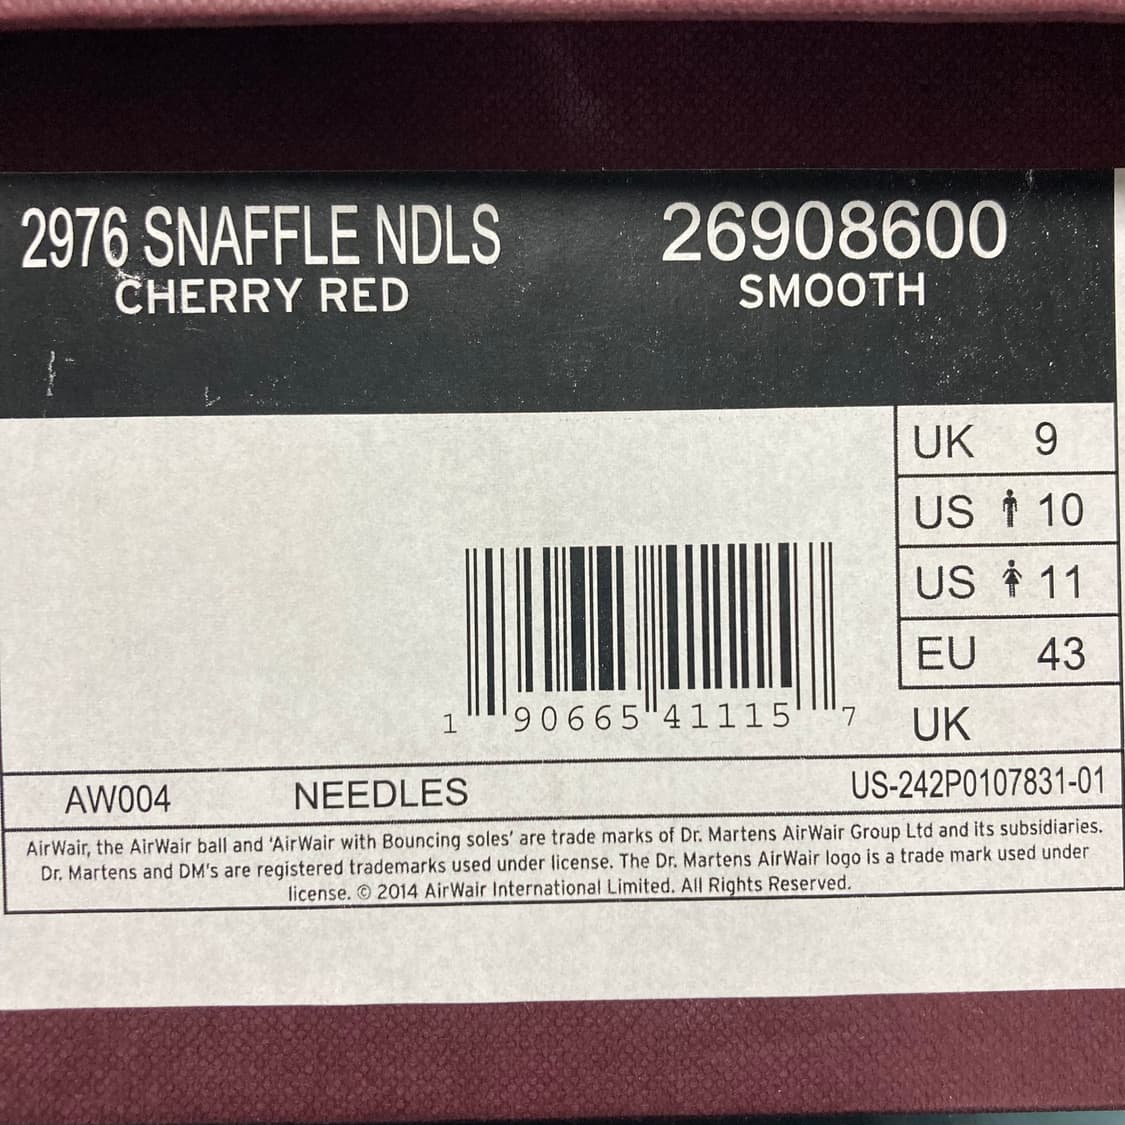 2976 SNAFFLE NDLS
CHERRY RED
26908600
SMOOTH
UK 9
US 10
US 11
EU 43
UK
1 90665 41115 7
AW004 NEEDLES US-242P0107831-01
AirWair, the AirWair ball and 'AirWair with Bouncing soles' are trade marks of Dr. Martens AirWair Group Ltd and its subsidiaries.
Dr. Martens and DM's are registered trademarks used under license. The Dr. Martens AirWair logo is a trade mark used under
license. © 2014 AirWair International Limited. All Rights Reserved.